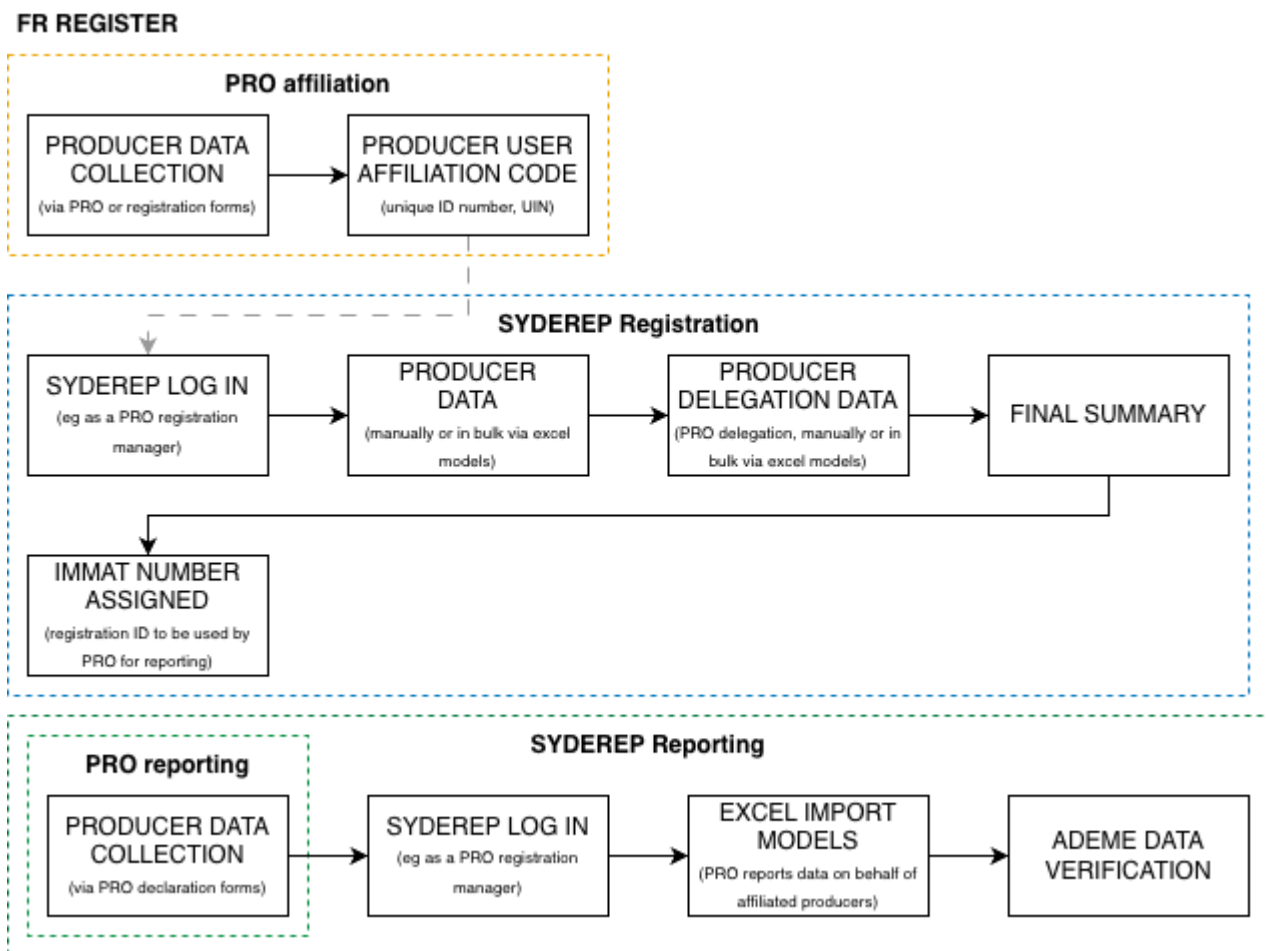 FR REGISTER
PRO affiliation
PRODUCER DATA
COLLECTION
(via PRO or registration forms)
PRODUCER USER
AFFILIATION CODE
(unique ID number, UIN)
SYDEREP Registration
SYDEREP LOG IN
(eg as a PRO registration
manager)
PRODUCER
DATA
(manually or in bulk via excel
models)
PRODUCER
DELEGATION DATA
(PRO delegation, manually or in
bulk via excel models)
FINAL SUMMARY
IMMAT NUMBER
ASSIGNED
(registration ID to be used by
PRO for reporting)
SYDEREP Reporting
PRO reporting
PRODUCER DATA
COLLECTION
(via PRO declaration forms)
SYDEREP LOG IN
(eg as a PRO registration
manager)
EXCEL IMPORT
MODELS
(PRO reports data on behalf of
affiliated producers)
ADEME DATA
VERIFICATION